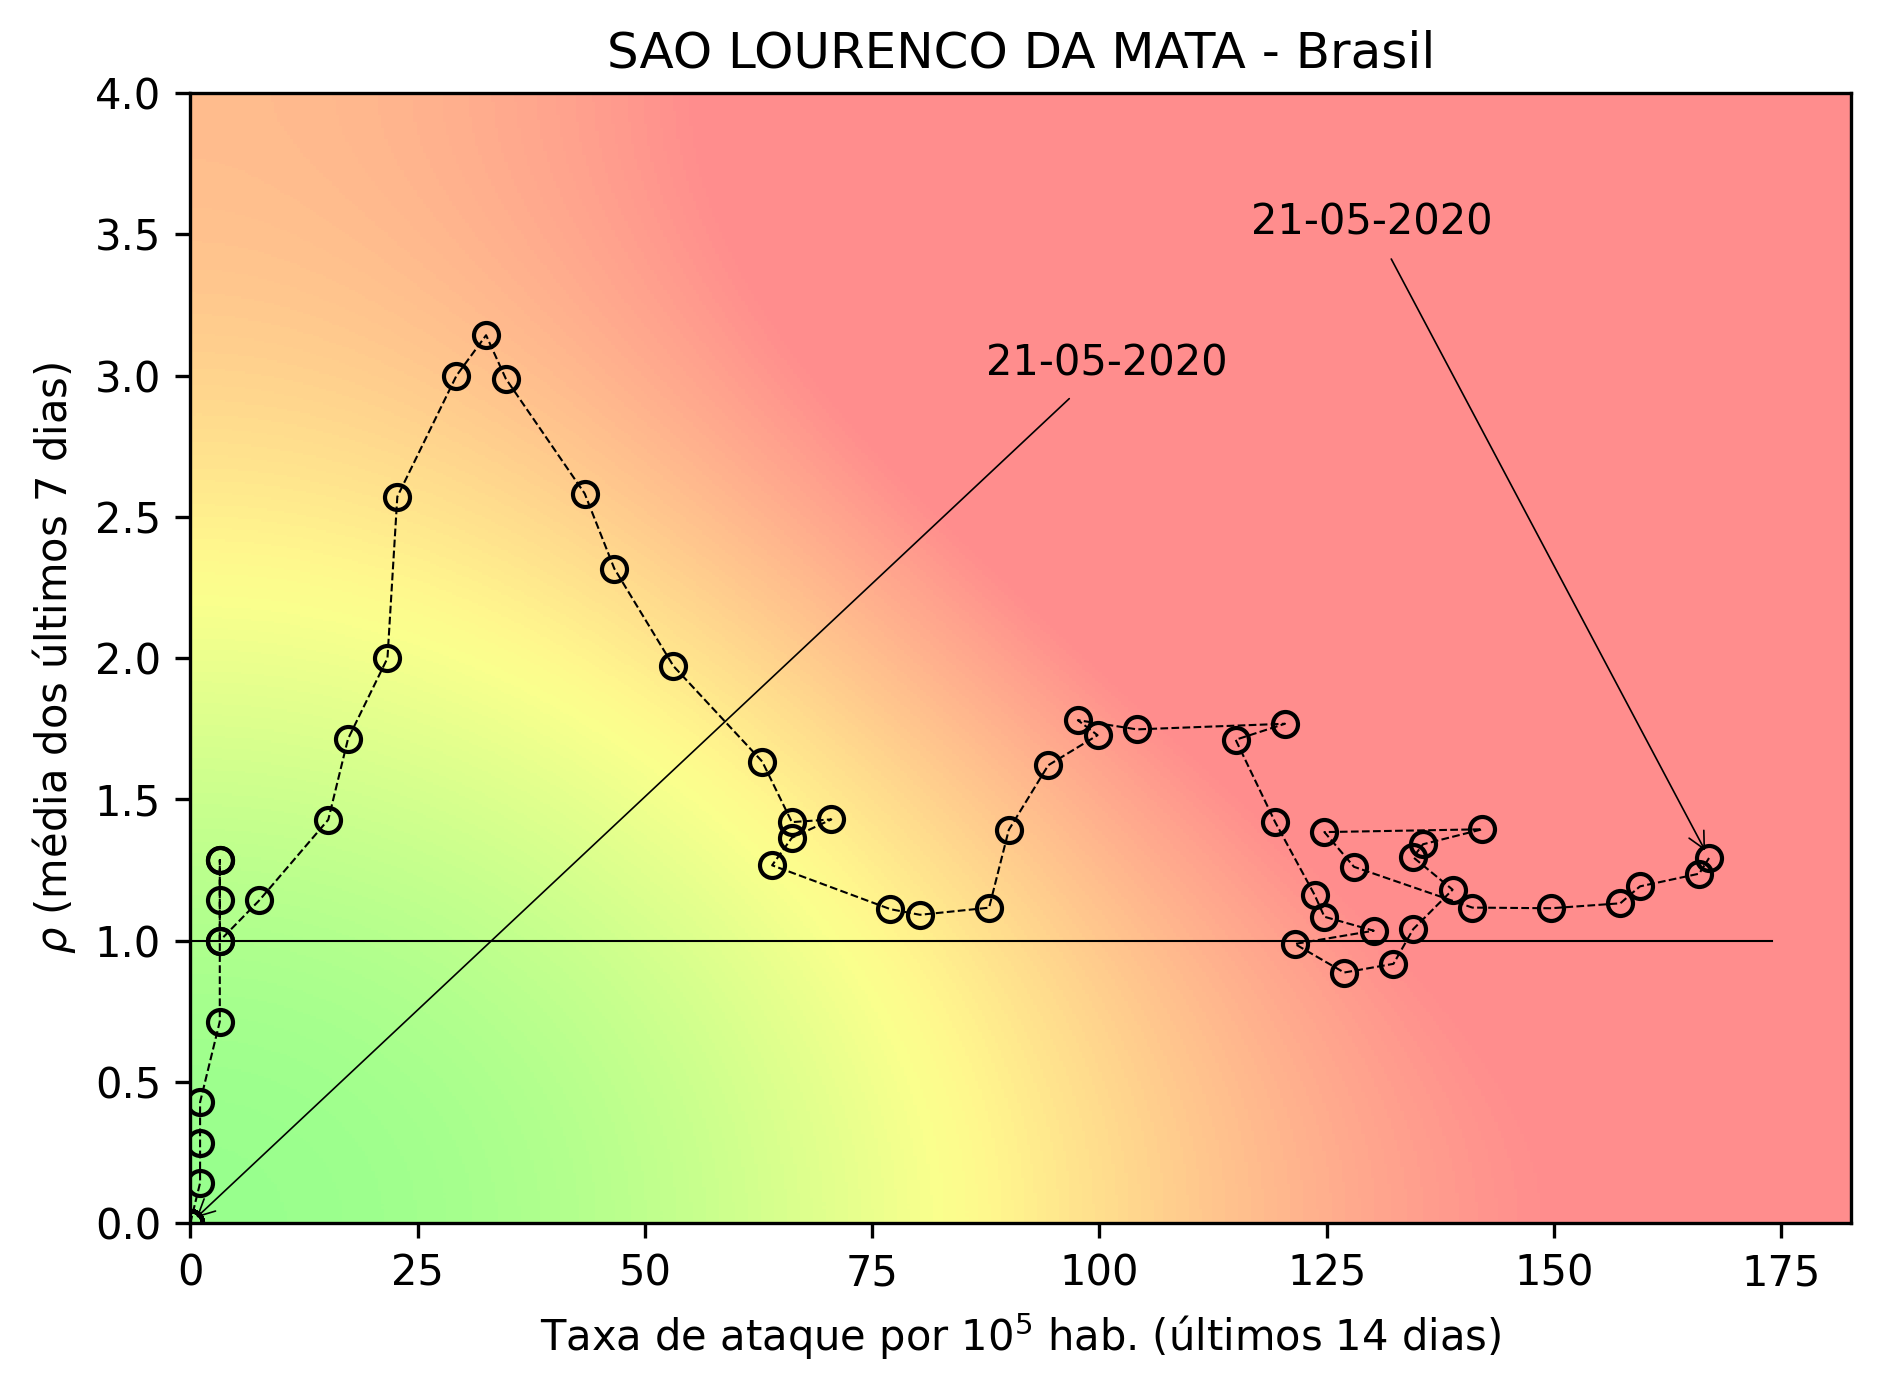 SAO LOURENCO DA MATA - Brasil
4.0
3.5
3.0
2.5
2.0
1.5
1.0
0.5
0.0
ρ (média dos últimos 7 dias)
21-05-2020
21-05-2020
0 25 50 75 100 125 150 175
Taxa de ataque por 10⁵ hab. (últimos 14 dias)